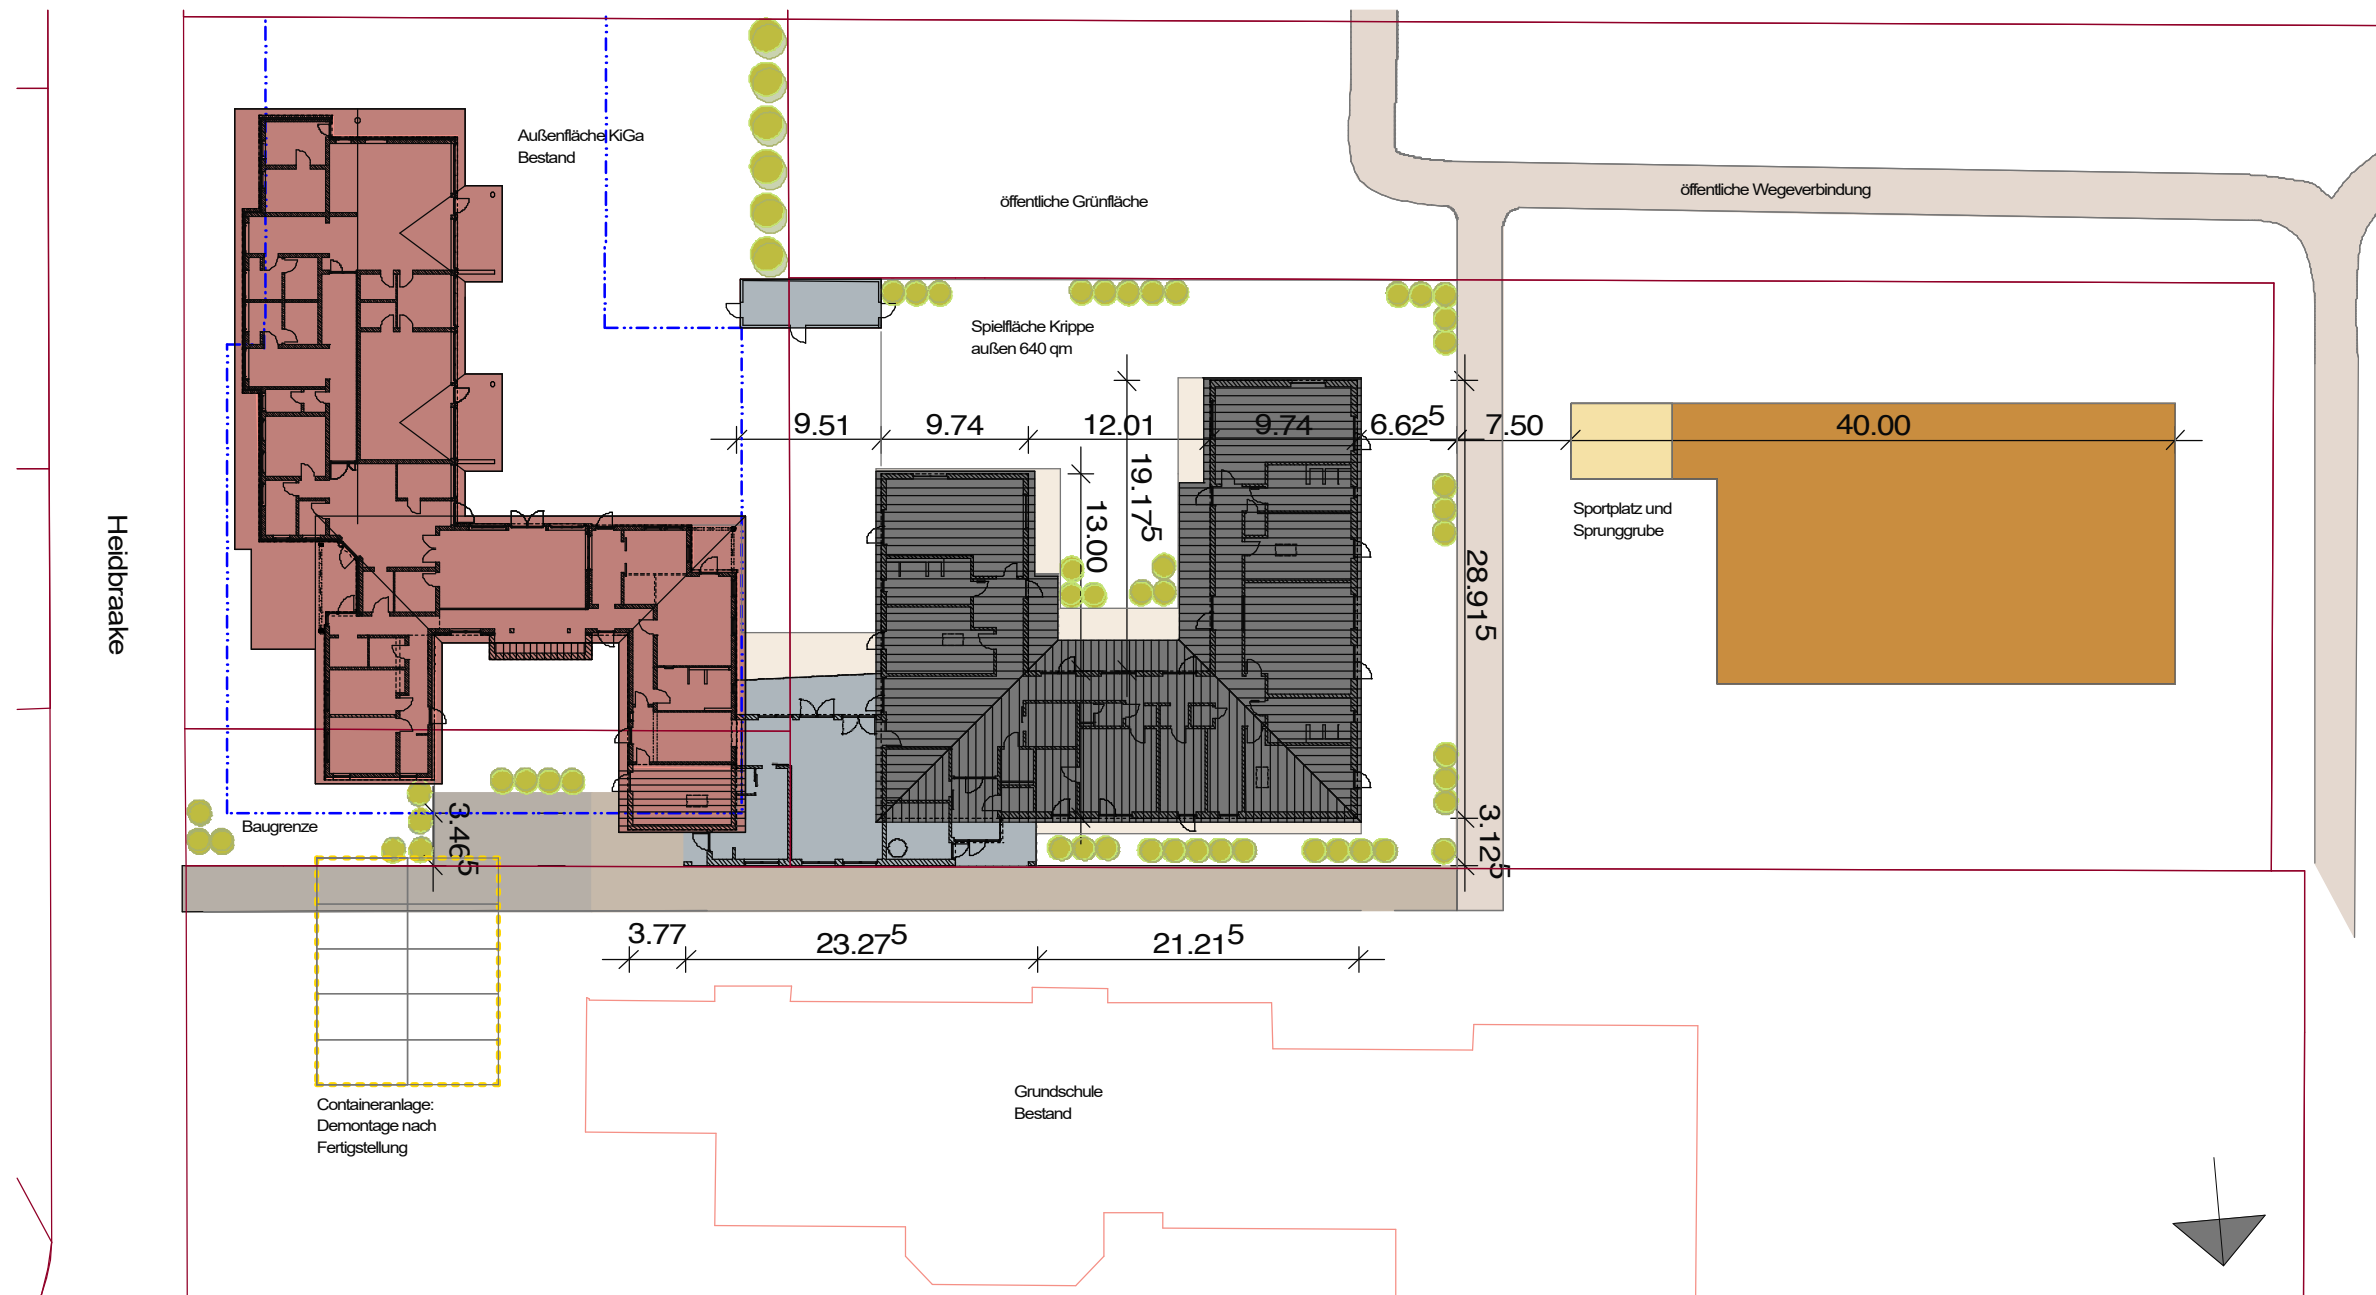 Außenfläche KiGa
Bestand
öffentliche Grünfläche
öffentliche Wegeverbindung
Spielfläche Krippe
außen 640 qm
9.51
9.74
12.01
9.74
6.62⁵
7.50
40.00
19.17⁵
13.00
Sportplatz und
Sprunggrube
Heidbraake
28.91⁵
Baugrenze
3.46⁵
3.12⁵
3.77
23.27⁵
21.21⁵
Grundschule
Bestand
Containeranlage:
Demontage nach
Fertigstellung